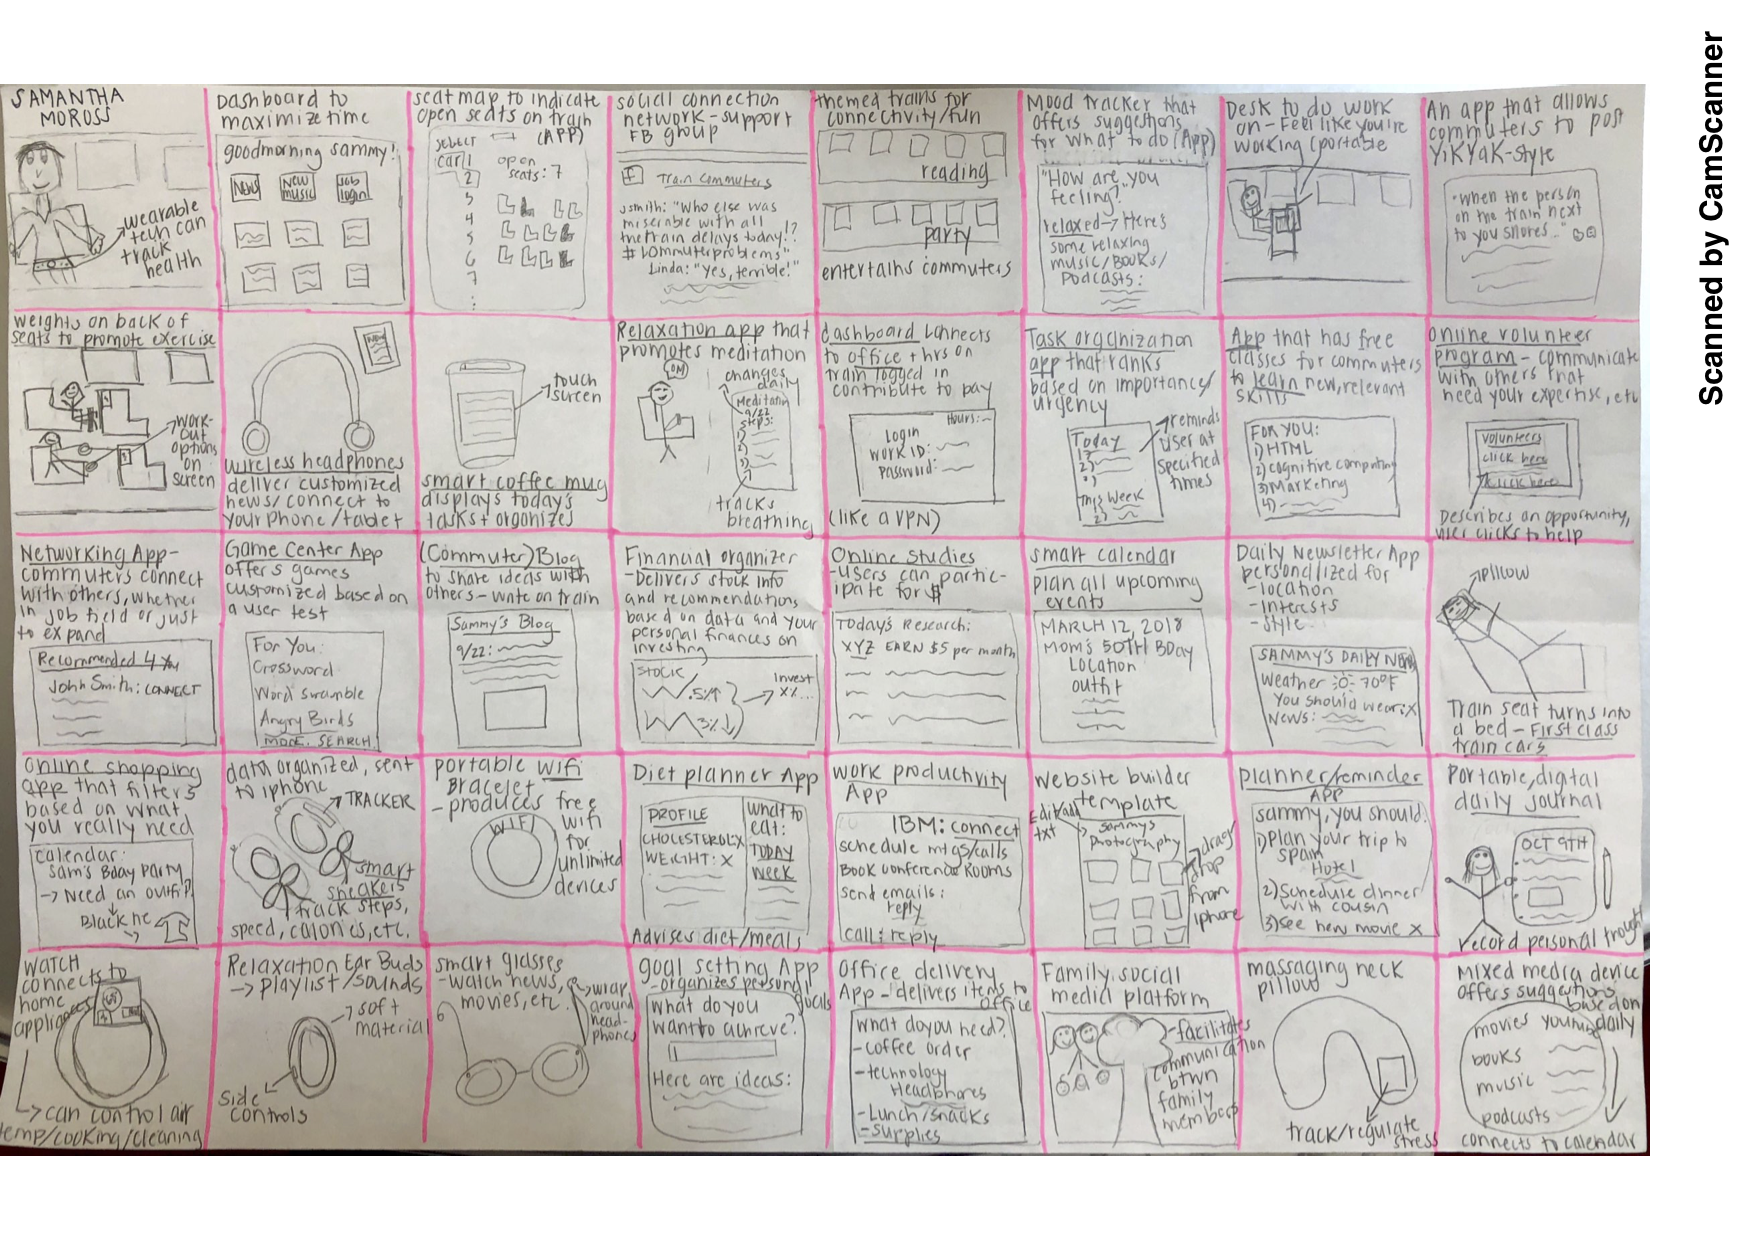 SAMANTHA
MOROSS
wearable
tech can
track
health
Dashboard to
maximize time
goodmorning sammy!
News
New
music
Job
login
seat map to indicate
open seats on train
(APP)
select
car 1
2
3
4
5
6
7
open
seats: 7
social connection
network - support
FB group
Train commuters
jsmith: "Who else was
miserable with all
the train delays today!?
#commuterproblems"
Linda: "Yes, terrible!"
themed trains for
connectivity/fun
reading
party
entertains commuters
Mood tracker that
offers suggestions
for what to do (App)
"How are you
feeling?"
relaxed → Heres
some relaxing
music/Books/
Podcasts:
Desk to do work
on - Feel like you're
working (portable
An app that allows
commuters to post
YikYak-style
"when the person
on the train next
to you snores..."
weights on back of
seats to promote exercise
work-
out
options
on
screen
wireless headphones
deliver customized
news/connect to
your phone/tablet
touch
screen
smart coffee mug
displays today's
tasks + organizes
Relaxation app that
promotes meditation
OM
changes
daily
9/22
steps:
1)
2)
3)
tracks
breathing
dashboard connects
to office + hrs on
train logged in
contribute to pay
Hours:
Login
work ID:
Password:
(like a VPN)
Task organization
app that ranks
based on importance/
urgency
Today
1)
2)
3)
This Week
2)
reminds
user at
specified
times
App that has free
classes for commuters
to learn new, relevant
skills
FOR YOU:
1) HTML
2) cognitive computing
3) Marketing
4)
online volunteer
program - communicate
with others that
need your expertise, etc
volunteers
click here
click here
Describes an opportunity,
user clicks to help
Networking App -
commuters connect
with others, whether
in job field or just
to expand
Recommended 4 You
John Smith: CONNECT
Game Center App
offers games
customized based on
a user test
For You:
Crossword
Word scramble
Angry Birds
MORE. SEARCH
(Commuter) Blog
to share ideas with
others - write on train
Sammy's Blog
9/22:
Financial organizer
- Delivers stock info
and recommendations
based on data and your
personal finances on
investing
STOCK
.5%↑
3%↓
Invest
X%...
Online Studies
- users can partic-
ipate for $
Today's Research:
XYZ EARN $5 per month
smart calendar
plan all upcoming
events
MARCH 12, 2018
Mom's 50TH BDay
Location
outfit
Daily Newsletter App
personalized for
- location
- interests
- style
SAMMY'S DAILY NEWS
Weather 70°F
You should wear: X
News:
pillow
Train seat turns into
a bed - First class
train cars
online shopping
app that filters
based on what
you really need
calendar:
Sam's Bday Party
→ Need an outfit?
data organized, sent
to iphone
TRACKER
smart
sneakers
track steps,
speed, calories, etc.
portable wifi
Bracelet
- produces free
wifi
for
unlimited
devices
WIFI
Diet planner App
PROFILE
CHOLESTEROL: X
WEIGHT: X
what to
eat:
TODAY
WEEK
Advises diet/meals
work productivity
App
IBM: connect
schedule mtgs/calls
Book conference Rooms
send emails:
reply
call: reply
website builder
template
Edit/add
txt
Sammy's
photography
drag
drop
from
iphone
planner/reminder
APP
sammy, you should:
1) Plan your trip to
spain
Hotel
2) Schedule dinner
with cousin
3) see new movie X
Portable, digital
daily journal
OCT 9TH
record personal
WATCH
connects to
home
appliances
→ can control air
temp/cooking/cleaning
Relaxation Ear Buds
→ playlist/sounds
soft
material
side
controls
smart glasses
- watch news,
movies, etc.
wrap
around
head-
phones
goal setting App
- organizes personal
goals
What do you
want to achieve?
Here are ideas:
Office delivery
App - delivers items to
office
what do you need?
- coffee order
- technology
Headphones
- Lunch/snacks
- supplies
Family social
media platform
- facilitates
communication
btwn
family
members
massaging neck
pillow
track/regulate
stress
Mixed media device
offers suggestions
based on
daily
movies
books
music
podcasts
connects to calendar
Scanned by CamScanner